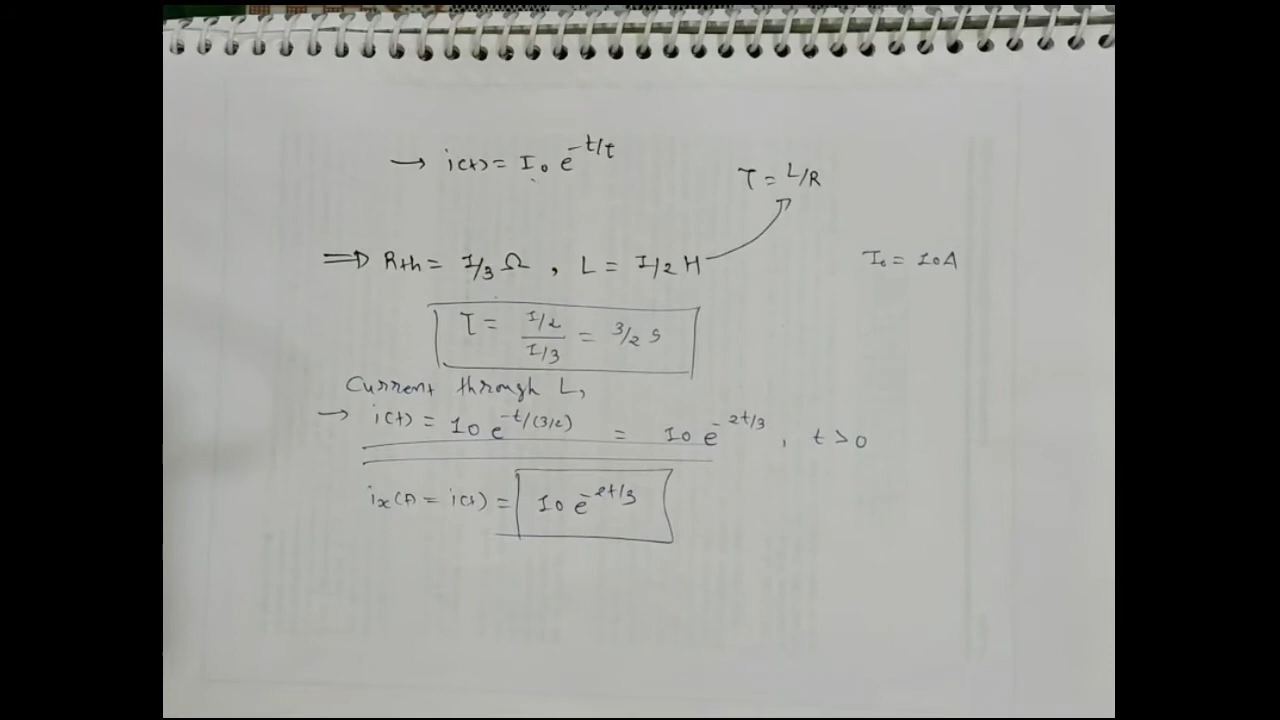 → i(t) = I₀ e^(-t/τ)
τ = L/R
⇒ Rth = 1/3 Ω , L = 1/2 H
I₀ = 10A
τ = (1/2)/(1/3) = 3/2 s
Current through L,
→ i(t) = 10 e^(-t/(3/2)) = 10 e^(-2t/3) , t > 0
ix(t) = i(t) = 10 e^(-2t/3)